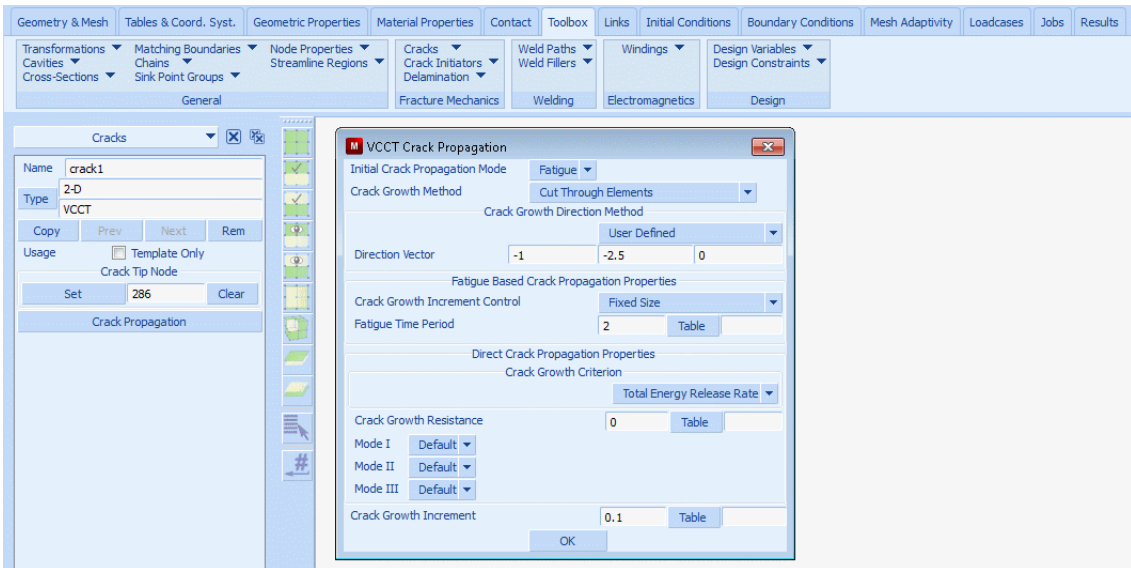 Geometry & Mesh Tables & Coord. Syst. Geometric Properties Material Properties Contact Toolbox Links Initial Conditions Boundary Conditions Mesh Adaptivity Loadcases Jobs Results
Transformations Matching Boundaries Node Properties Cracks Weld Paths Windings Design Variables
Cavities Chains Streamline Regions Crack Initiators Weld Fillers Design Constraints
Cross-Sections Sink Point Groups Delamination
General Fracture Mechanics Welding Electromagnetics Design
Cracks
Name crack1
Type 2-D
VCCT
Copy Prev Next Rem
Usage Template Only
Crack Tip Node
Set 286 Clear
Crack Propagation
#
M VCCT Crack Propagation
Initial Crack Propagation Mode Fatigue
Crack Growth Method Cut Through Elements
Crack Growth Direction Method
User Defined
Direction Vector -1 -2.5 0
Fatigue Based Crack Propagation Properties
Crack Growth Increment Control Fixed Size
Fatigue Time Period 2 Table
Direct Crack Propagation Properties
Crack Growth Criterion
Total Energy Release Rate
Crack Growth Resistance 0 Table
Mode I Default
Mode II Default
Mode III Default
Crack Growth Increment 0.1 Table
OK